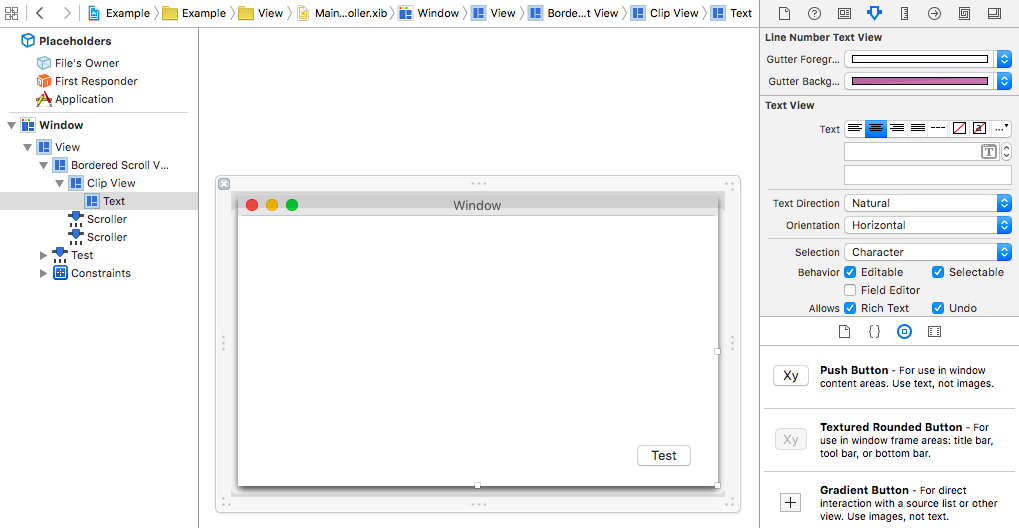 Example Example View Main...oller.xib Window View Borde...t View Clip View Text
Placeholders
File's Owner
First Responder
Application
Window
View
Bordered Scroll V...
Clip View
Text
Scroller
Scroller
Test
Constraints
Window
Test
Line Number Text View
Gutter Foregr...
Gutter Backg...
Text View
Text
a
...
T
Text Direction Natural
Orientation Horizontal
Selection Character
Behavior Editable Selectable
Field Editor
Allows Rich Text Undo
{ }
Xy
Push Button - For use in window
content areas. Use text, not images.
Xy
Textured Rounded Button - For
use in window frame areas: title bar,
tool bar, or bottom bar.
Gradient Button - For direct
interaction with a source list or other
view. Use images, not text.